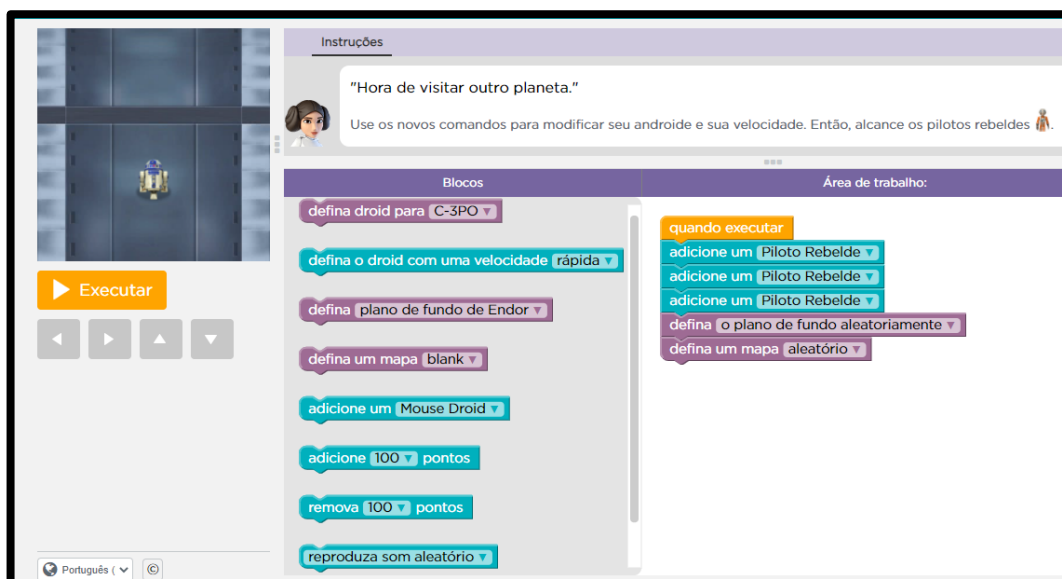 Instruções
"Hora de visitar outro planeta."
Use os novos comandos para modificar seu androide e sua velocidade. Então, alcance os pilotos rebeldes .
Executar
Blocos
defina droid para C-3PO ▼
defina o droid com uma velocidade rápida ▼
defina plano de fundo de Endor ▼
defina um mapa blank ▼
adicione um Mouse Droid ▼
adicione 100 ▼ pontos
remova 100 ▼ pontos
reproduza som aleatório ▼
Área de trabalho:
quando executar
adicione um Piloto Rebelde ▼
adicione um Piloto Rebelde ▼
adicione um Piloto Rebelde ▼
defina o plano de fundo aleatoriamente ▼
defina um mapa aleatório ▼
Português (
©